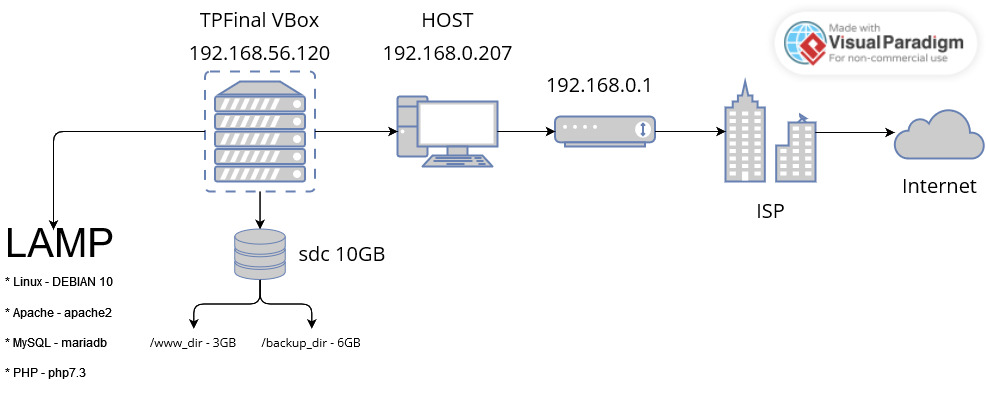 TPFinal VBox
192.168.56.120
HOST
192.168.0.207
Made with
Visual Paradigm
For non-commercial use
192.168.0.1
ISP
Internet
LAMP
* Linux - DEBIAN 10
* Apache - apache2
* MySQL - mariadb
* PHP - php7.3
sdc 10GB
/www_dir - 3GB
/backup_dir - 6GB